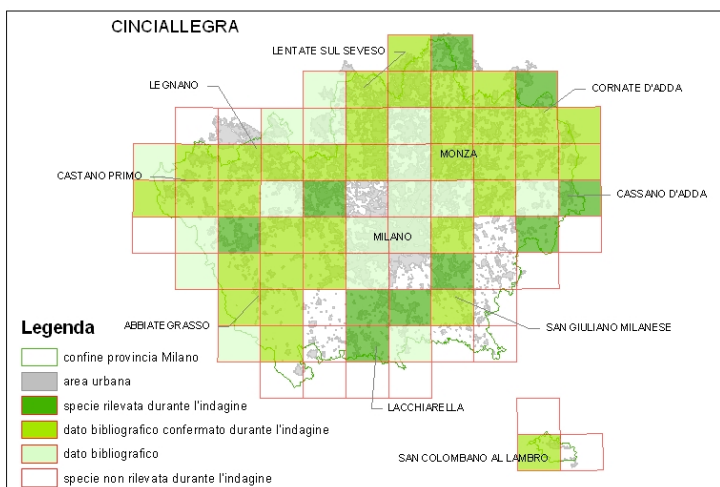 CINCIALLEGRA
LENTATE SUL SEVESO
LEGNANO
CORNATE D'ADDA
MONZA
CASTANO PRIMO
CASSANO D'ADDA
MILANO
ABBIATEGRASSO
SAN GIULIANO MILANESE
LACCHIARELLA
SAN COLOMBANO AL LAMBRO
Legenda
confine provincia Milano
area urbana
specie rilevata durante l'indagine
dato bibliografico confermato durante l'indagine
dato bibliografico
specie non rilevata durante l'indagine